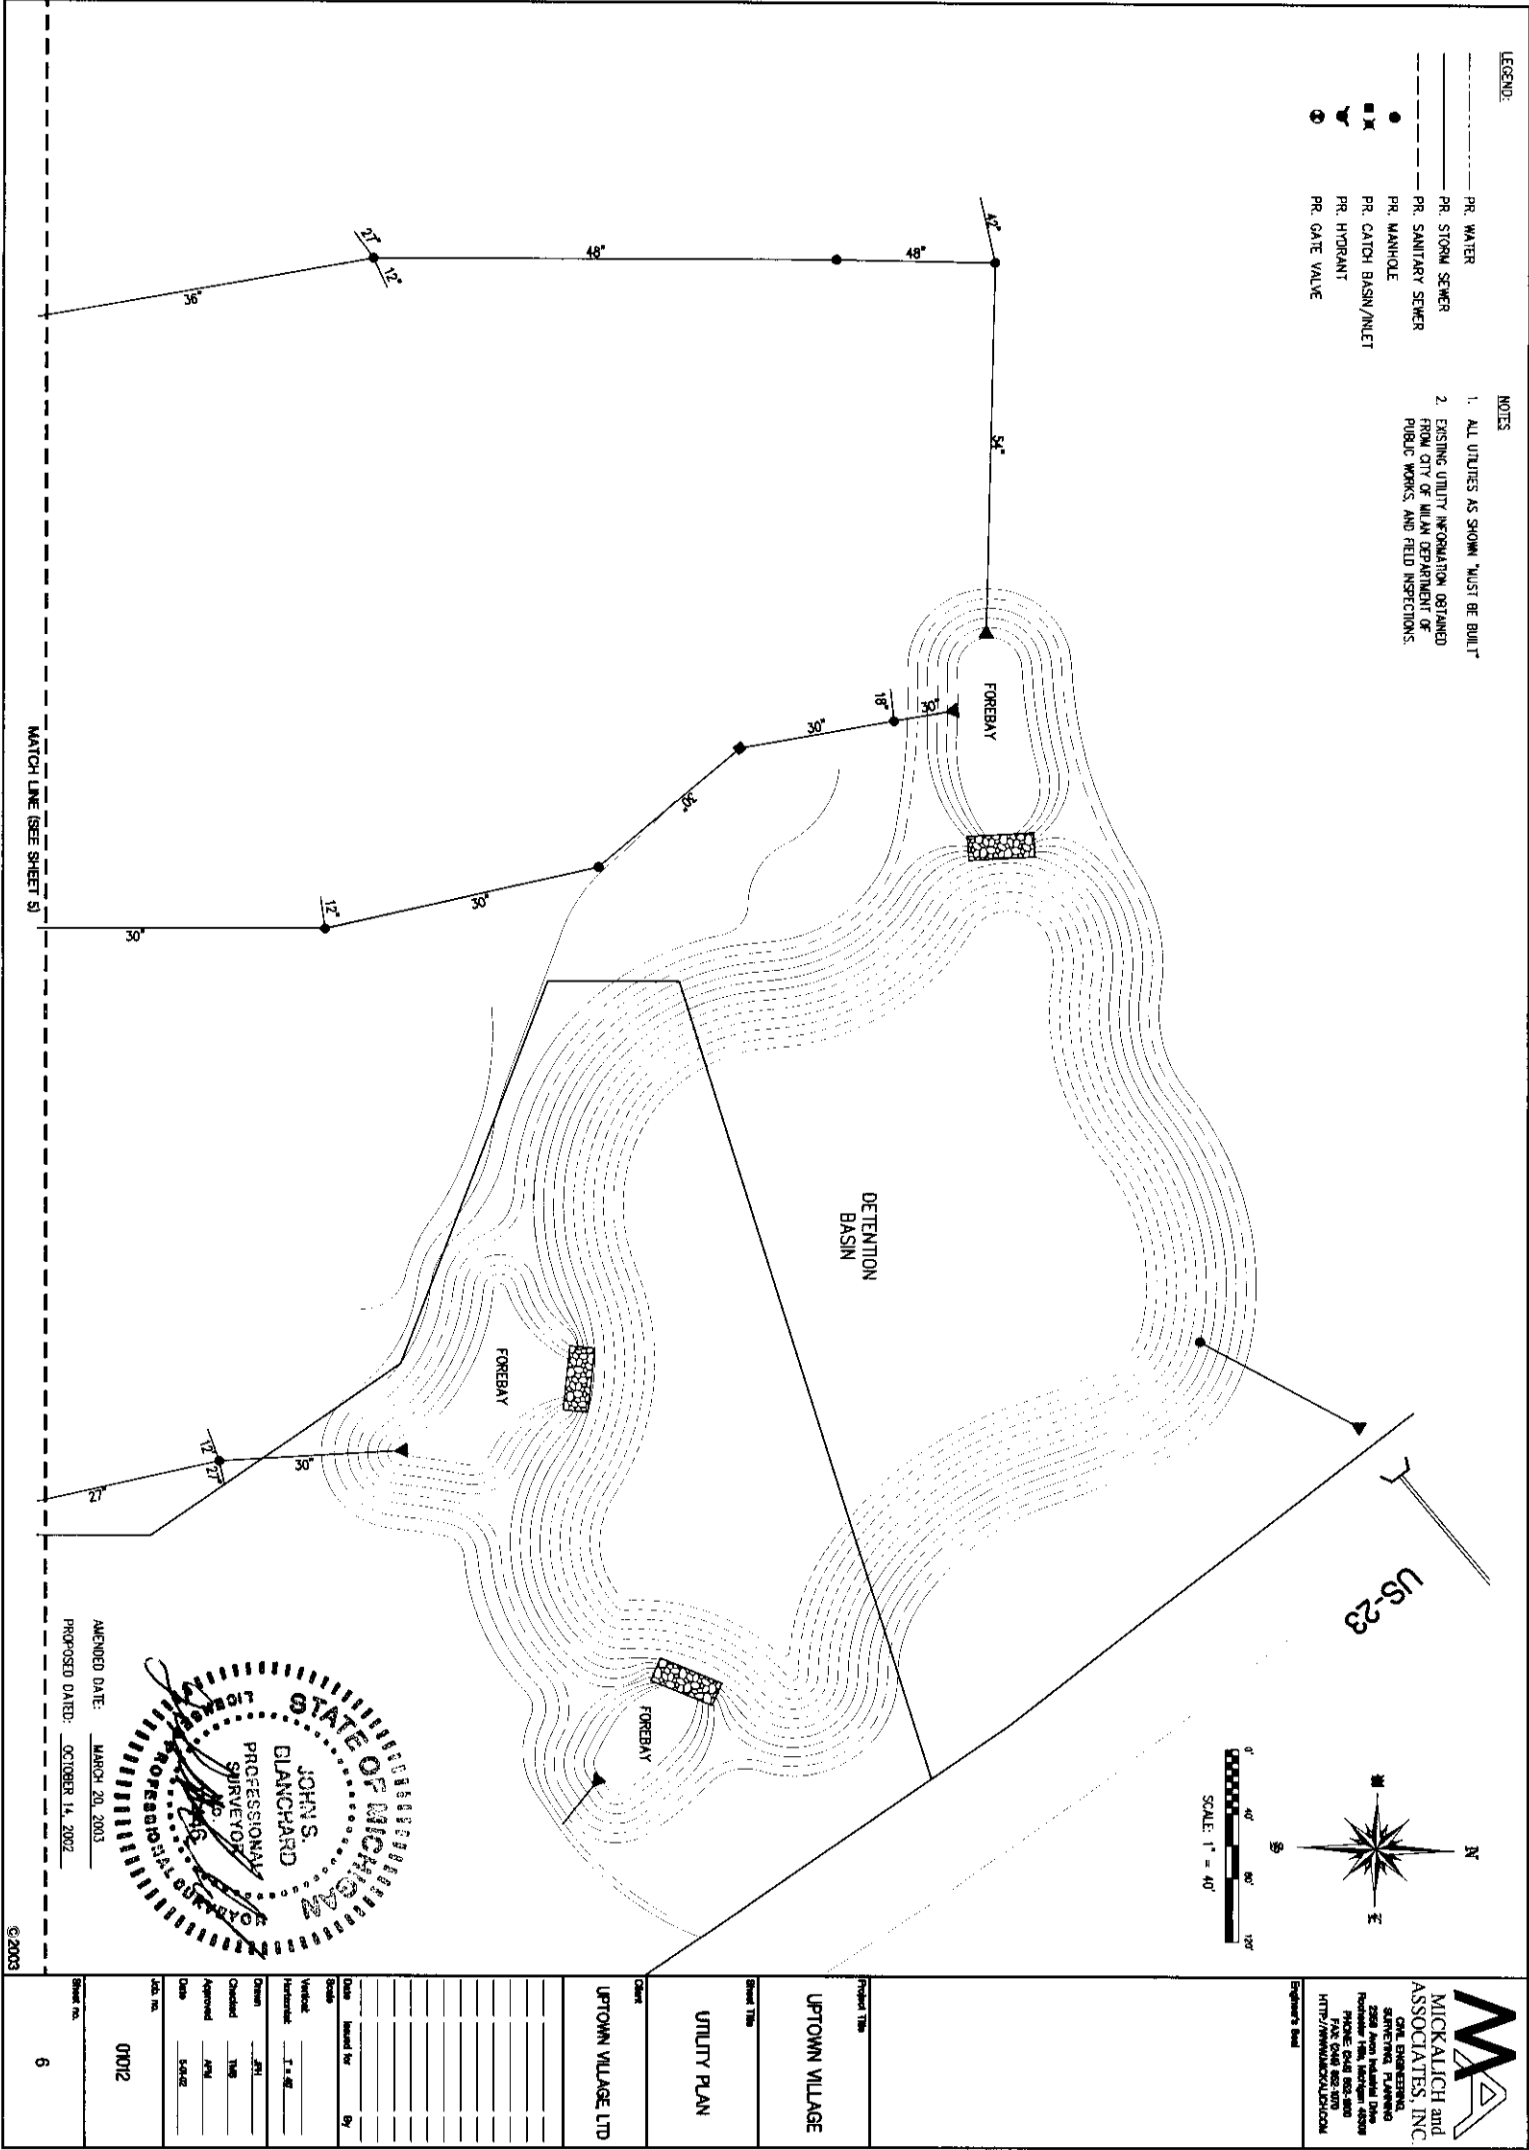 LEGEND:
PR. WATER
PR. STORM SEWER
PR. SANITARY SEWER
PR. MANHOLE
PR. CATCH BASIN/INLET
PR. HYDRANT
PR. GATE VALVE
NOTES
1. ALL UTILITIES AS SHOWN "MUST BE BUILT"
2. EXISTING UTILITY INFORMATION OBTAINED
FROM CITY OF MILAN DEPARTMENT OF
PUBLIC WORKS, AND FIELD INSPECTIONS.
42"
48"
48"
27"
12"
36"
54"
FOREBAY
18"
30"
30"
30"
30"
12"
30"
DETENTION
BASIN
FOREBAY
30"
12"
27"
27"
FOREBAY
US-23
N
SCALE: 1" = 40'
0'
40'
80'
120'
MATCH LINE (SEE SHEET 5)
STATE OF MICHIGAN
JOHN S.
BLANCHARD
PROFESSIONAL
SURVEYOR
No.
PROFESSIONAL SURVEYOR
AMENDED DATE: MARCH 20, 2003
PROPOSED DATED: OCTOBER 14, 2002
©2003
MA
MICKALICH and
ASSOCIATES, INC.
CIVIL ENGINEERING
SURVEYING PLANNING
Engineer's Seal
Project Title
UPTOWN VILLAGE
Sheet Title
UTILITY PLAN
Client
UPTOWN VILLAGE, LTD
Date Issued for By
Scale
Vertical:
Horizontal: 1" = 40'
Drawn JPH
Checked TMB
Approved APM
Date
Job. no.
01012
Sheet no.
6